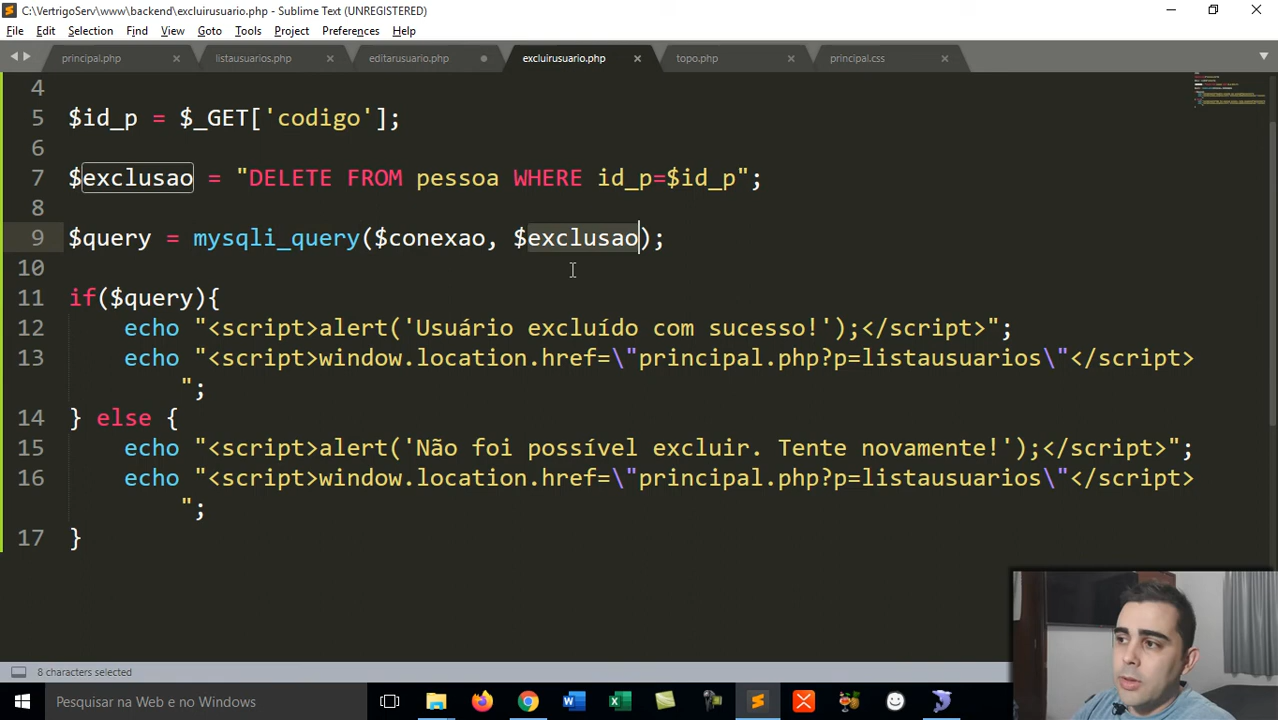 C:\VertrigoServ\www\backend\excluirusuario.php - Sublime Text (UNREGISTERED)
File Edit Selection Find View Goto Tools Project Preferences Help
principal.php × listausuarios.php × editarusuario.php excluirusuario.php × topo.php × principal.css ×
4
5 $id_p = $_GET['codigo'];
6
7 $exclusao = "DELETE FROM pessoa WHERE id_p=$id_p";
8
9 $query = mysqli_query($conexao, $exclusao);
10
11 if($query){
12 echo "<script>alert('Usuário excluído com sucesso!');</script>";
13 echo "<script>window.location.href=\"principal.php?p=listausuarios\"</script>
";
14 } else {
15 echo "<script>alert('Não foi possível excluir. Tente novamente!');</script>";
16 echo "<script>window.location.href=\"principal.php?p=listausuarios\"</script>
";
17 }
8 characters selected
Pesquisar na Web e no Windows